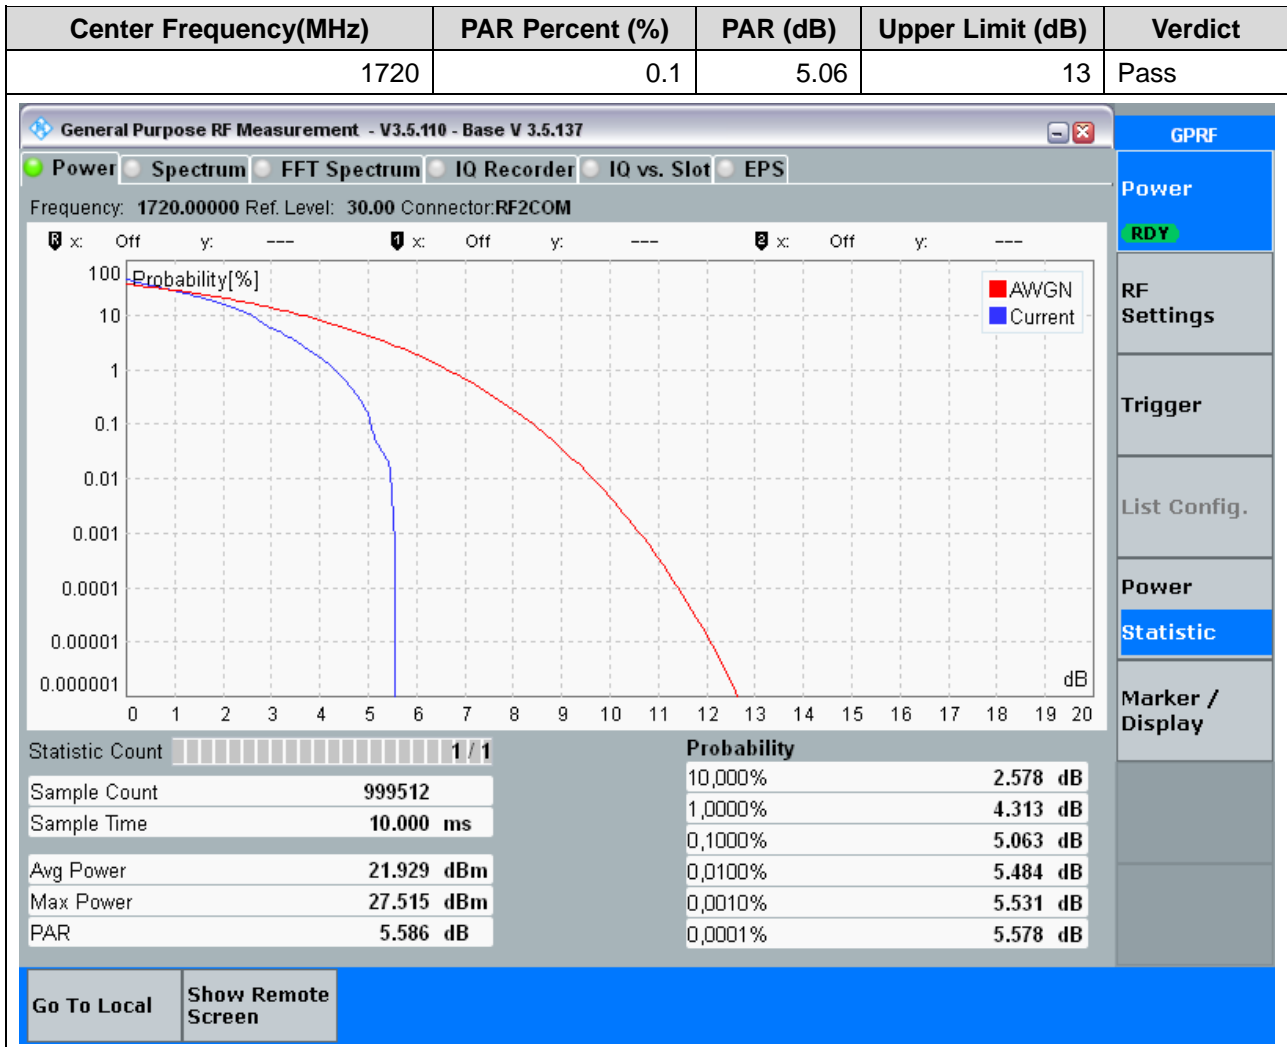 Center Frequency(MHz) PAR Percent (%) PAR (dB) Upper Limit (dB) Verdict
1720 0.1 5.06 13 Pass
General Purpose RF Measurement - V3.5.110 - Base V 3.5.137
Power Spectrum FFT Spectrum IQ Recorder IQ vs. Slot EPS
Frequency: 1720.00000 Ref. Level: 30.00 Connector:RF2COM
R x: Off y: --- 1 x: Off y: --- 2 x: Off y: ---
Probability[%]
AWGN
Current
100
10
1
0.1
0.01
0.001
0.0001
0.00001
0.000001
dB
0 1 2 3 4 5 6 7 8 9 10 11 12 13 14 15 16 17 18 19 20
Statistic Count 1 / 1
Sample Count 999512
Sample Time 10.000 ms
Avg Power 21.929 dBm
Max Power 27.515 dBm
PAR 5.586 dB
Probability
10,000% 2.578 dB
1,0000% 4.313 dB
0,1000% 5.063 dB
0,0100% 5.484 dB
0,0010% 5.531 dB
0,0001% 5.578 dB
GPRF
Power
RDY
RF
Settings
Trigger
List Config.
Power
Statistic
Marker /
Display
Go To Local
Show Remote
Screen